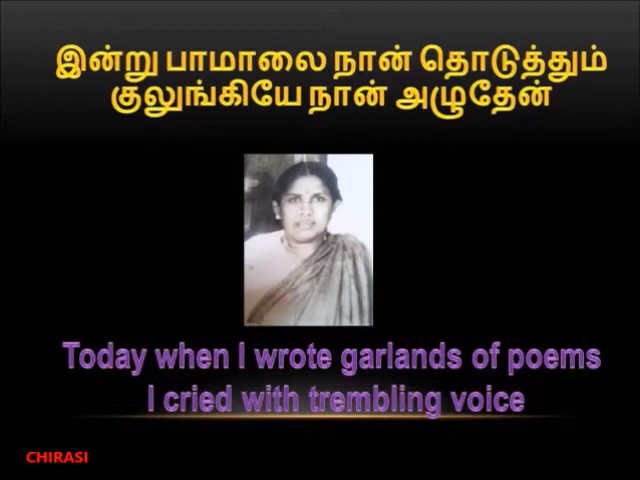 இன்று பாமாலை நான் தொடுத்தும்
குலுங்கியே நான் அழுதேன்
Today when I wrote garlands of poems
I cried with trembling voice
CHIRASI